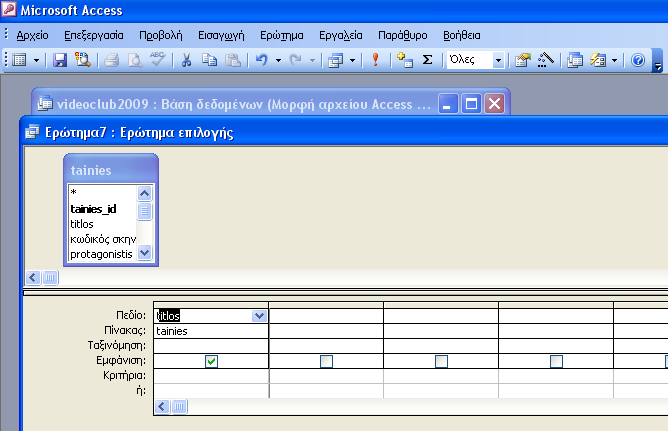 Microsoft Access
Αρχείο Επεξεργασία Προβολή Εισαγωγή Ερώτημα Εργαλεία Παράθυρο Βοήθεια
Όλες
videoclub2009 : Βάση δεδομένων (Μορφή αρχείου Access ...
Ερώτημα7 : Ερώτημα επιλογής
tainies
*
tainies_id
titlos
κωδικός σκην
protagonistis
Πεδίο: titlos
Πίνακας: tainies
Ταξινόμηση:
Εμφάνιση:
Κριτήρια:
ή: